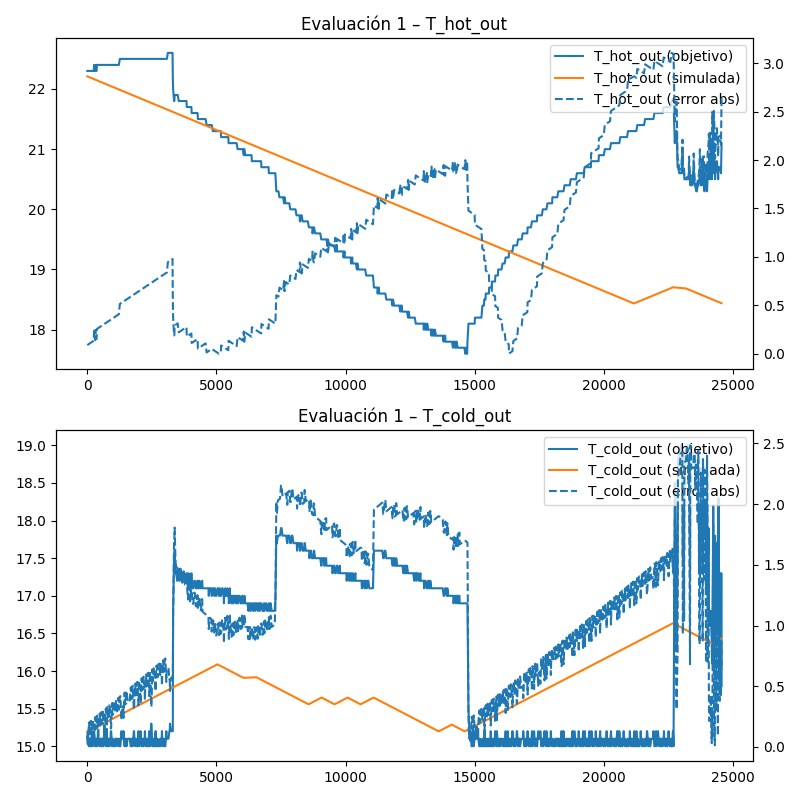 Evaluación 1 – T_hot_out
T_hot_out (objetivo)
T_hot_out (simulada)
T_hot_out (error abs)
22
21
20
19
18
3.0
2.5
2.0
1.5
1.0
0.5
0.0
0 5000 10000 15000 20000 25000
Evaluación 1 – T_cold_out
T_cold_out (objetivo)
T_cold_out (simulada)
T_cold_out (error abs)
19.0
18.5
18.0
17.5
17.0
16.5
16.0
15.5
15.0
2.5
2.0
1.5
1.0
0.5
0.0
0 5000 10000 15000 20000 25000